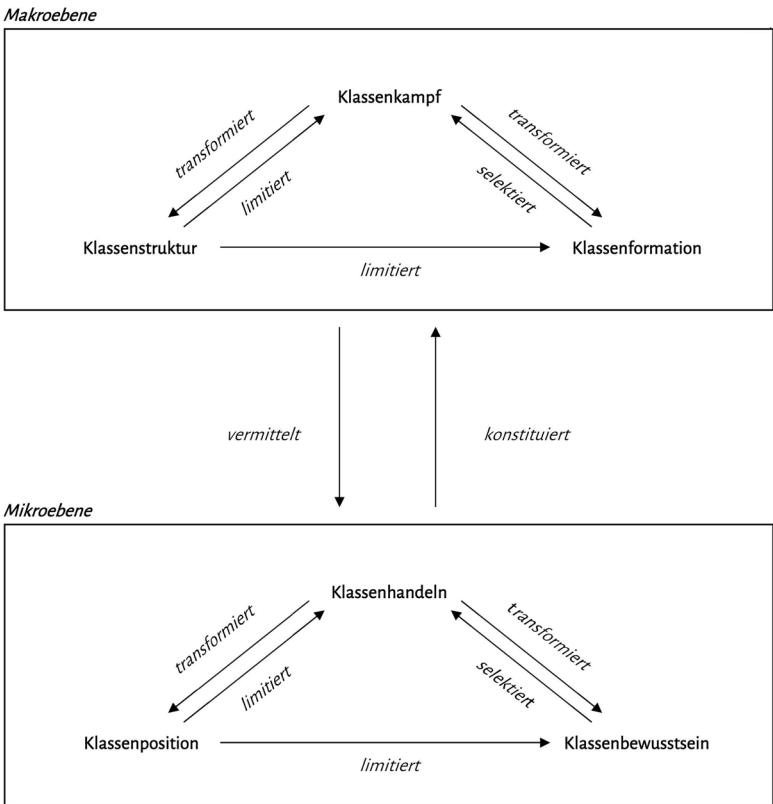 Makroebene
Klassenkampf
transformiert
limitiert
transformiert
selektiert
Klassenstruktur
Klassenformation
limitiert
vermittelt
konstituiert
Mikroebene
Klassenhandeln
transformiert
limitiert
transformiert
selektiert
Klassenposition
Klassenbewusstsein
limitiert